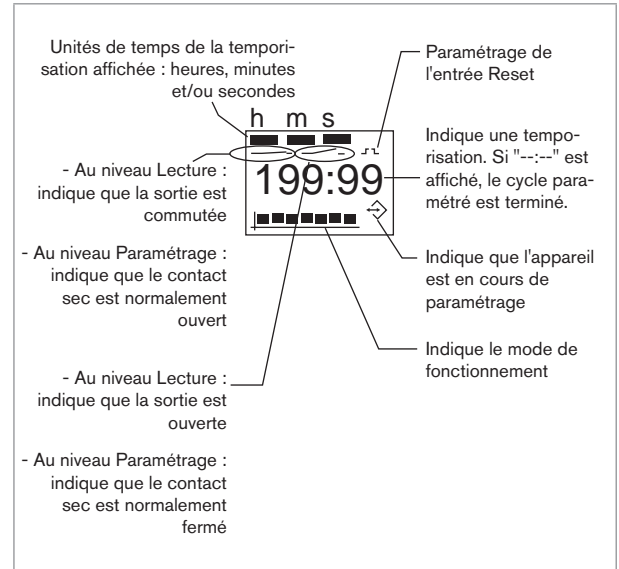 Unités de temps de la tempori-
sation affichée : heures, minutes
et/ou secondes
Paramétrage de
l'entrée Reset
h m s
199:99
Indique une tempo-
risation. Si "--:--" est
affiché, le cycle para-
métré est terminé.
- Au niveau Lecture :
indique que la sortie est
commutée
- Au niveau Paramétrage :
indique que le contact
sec est normalement
ouvert
Indique que l'appareil
est en cours de
paramétrage
Indique le mode de
fonctionnement
- Au niveau Lecture :
indique que la sortie est
ouverte
- Au niveau Paramétrage :
indique que le contact
sec est normalement
fermé